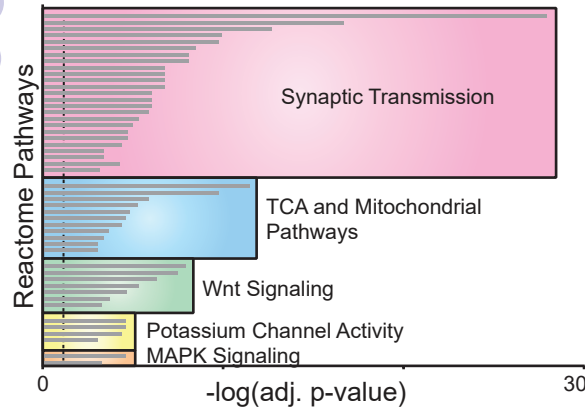 Reactome Pathways
Synaptic Transmission
TCA and Mitochondrial
Pathways
Wnt Signaling
Potassium Channel Activity
MAPK Signaling
0
30
-log(adj. p-value)